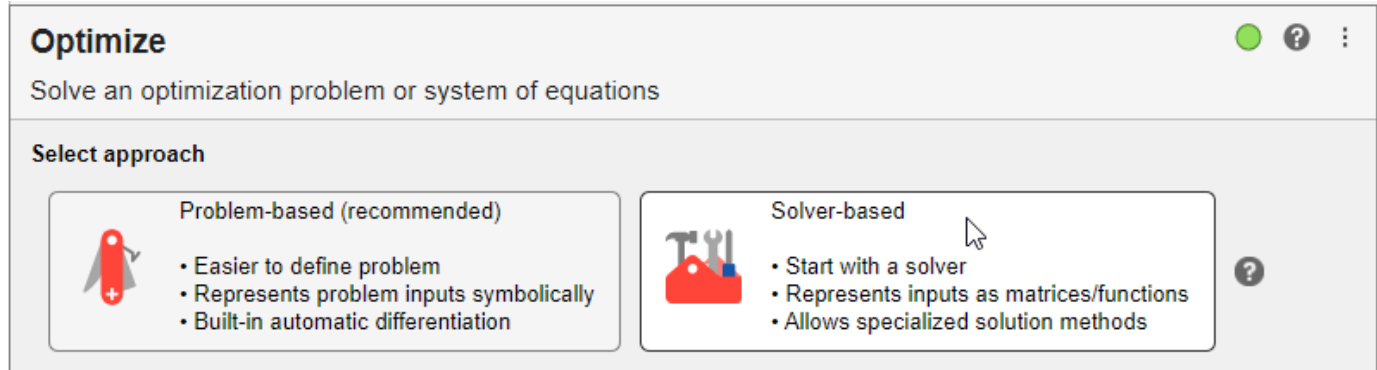 Optimize
Solve an optimization problem or system of equations
Select approach
Problem-based (recommended)
• Easier to define problem
• Represents problem inputs symbolically
• Built-in automatic differentiation
Solver-based
• Start with a solver
• Represents inputs as matrices/functions
• Allows specialized solution methods